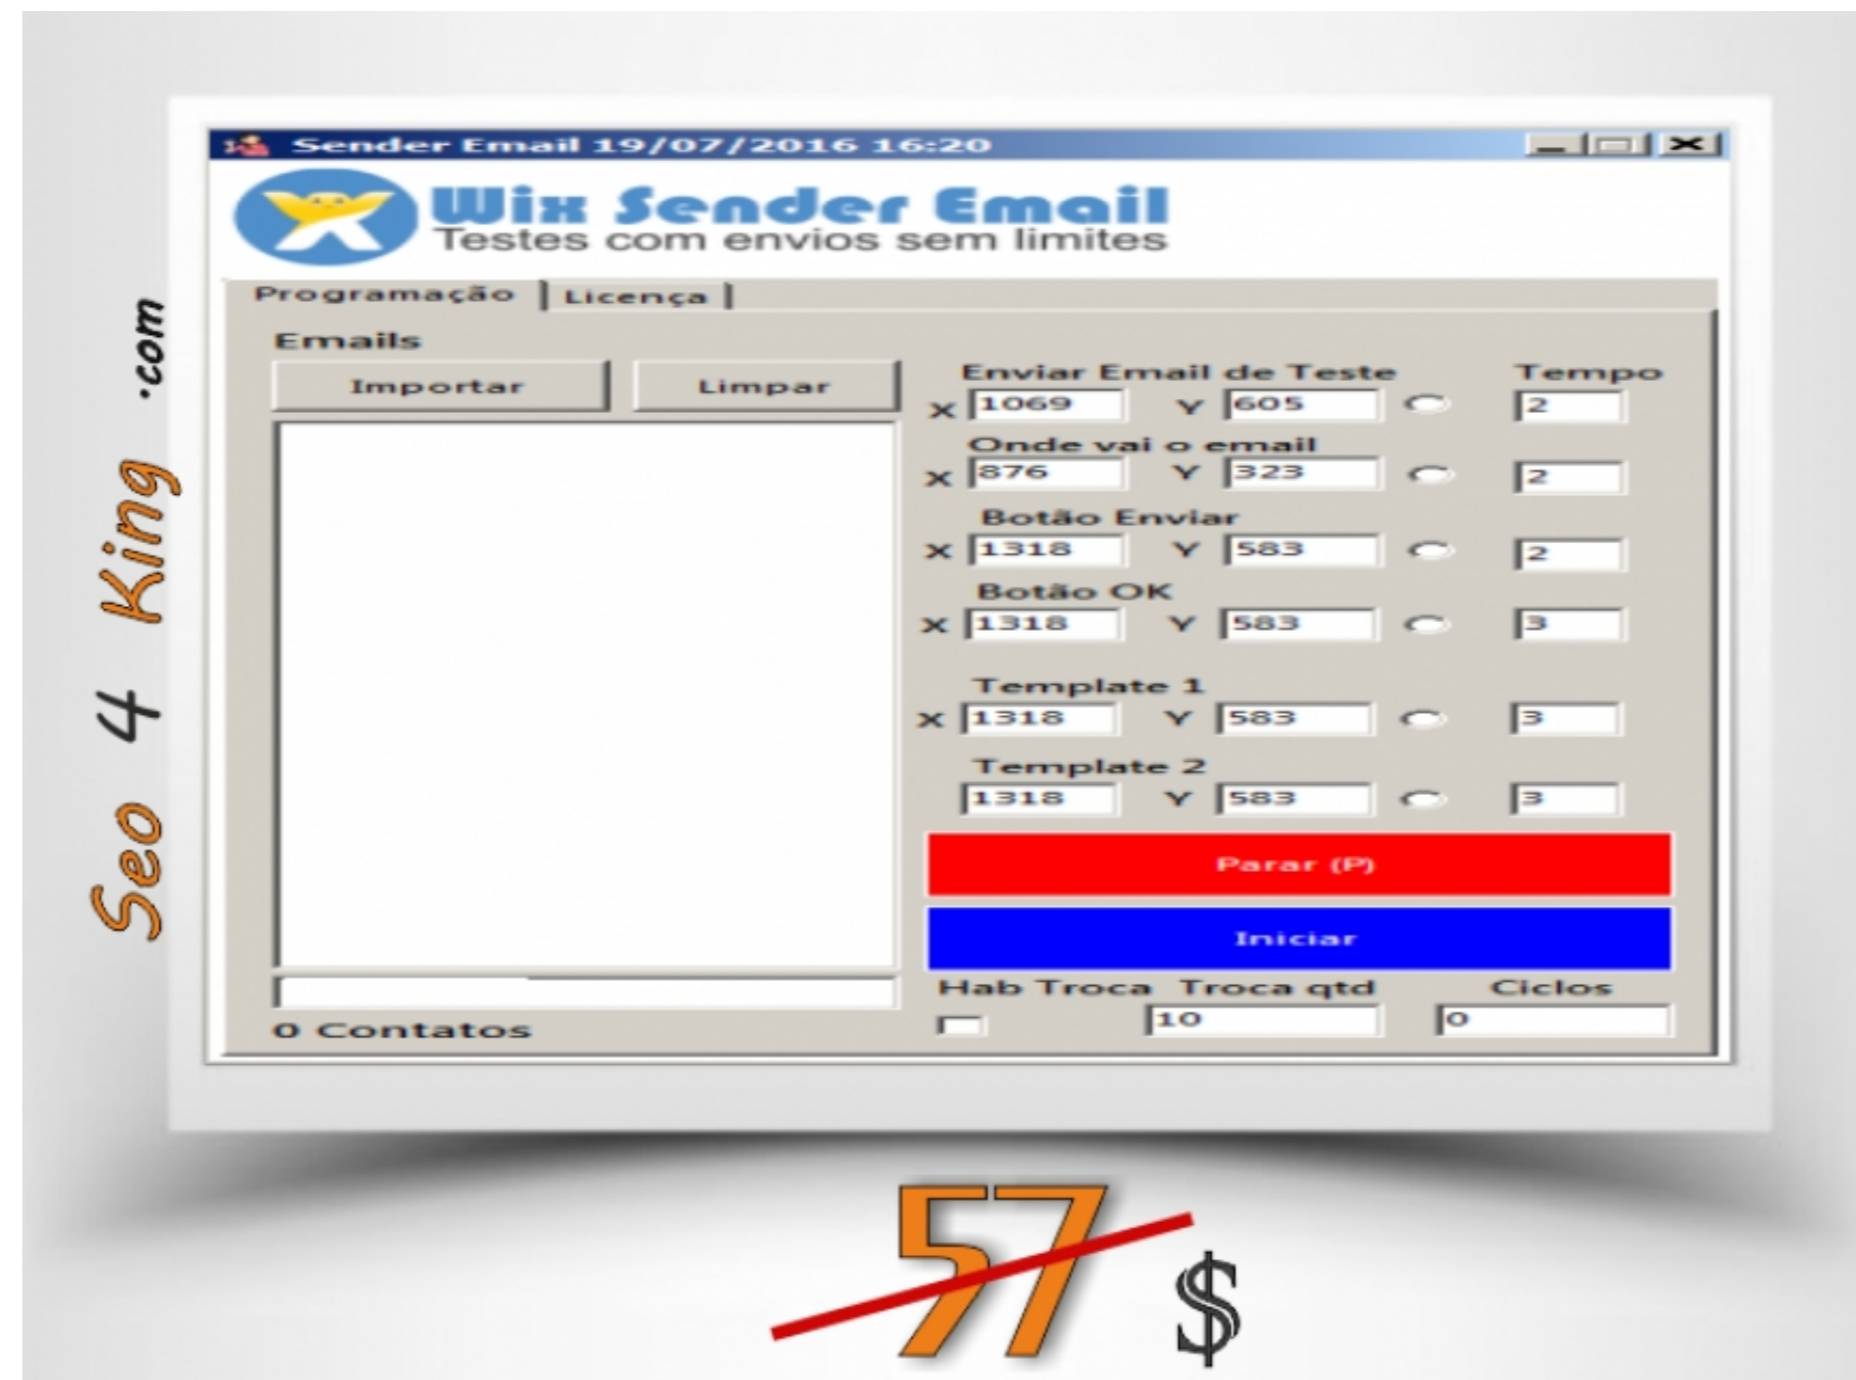 Sender Email 19/07/2016 16:20
Wix Sender Email
Testes com envios sem limites
Programação Licença
Emails
Importar Limpar
Enviar Email de Teste Tempo
X 1069 Y 605 2
Onde vai o email
X 876 Y 323 2
Botão Enviar
X 1318 Y 583 2
Botão OK
X 1318 Y 583 3
Template 1
X 1318 Y 583 3
Template 2
1318 Y 583 3
Parar (P)
Iniciar
Hab Troca Troca qtd Ciclos
10 0
0 Contatos
Seo 4 King .com
57 $